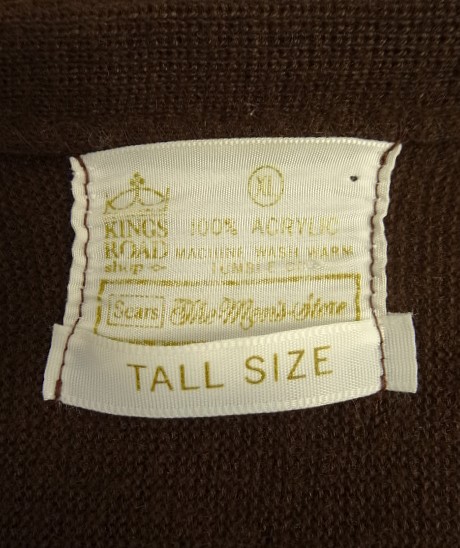 XL
KINGS
ROAD
shop
100% ACRYLIC
MACHINE WASH WARM
TUMBLE DRY
Sears The Men's Store
TALL SIZE